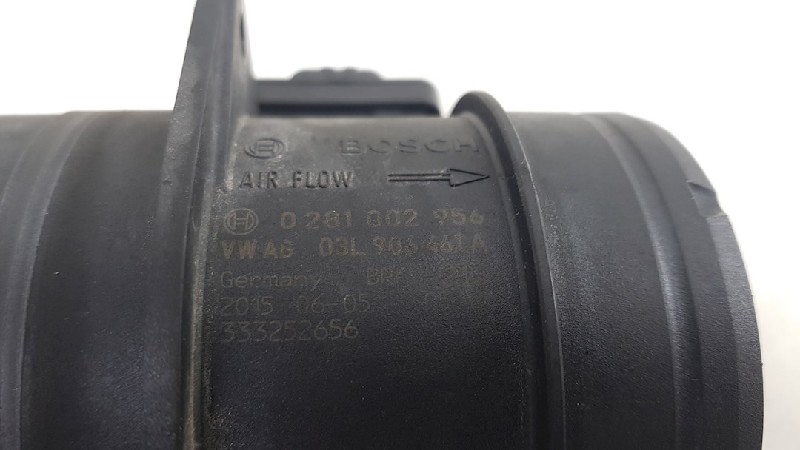 BOSCH
AIR FLOW
0 281 002 956
VW AG 03L 906 461 A
Germany
2015-06-05
333252656